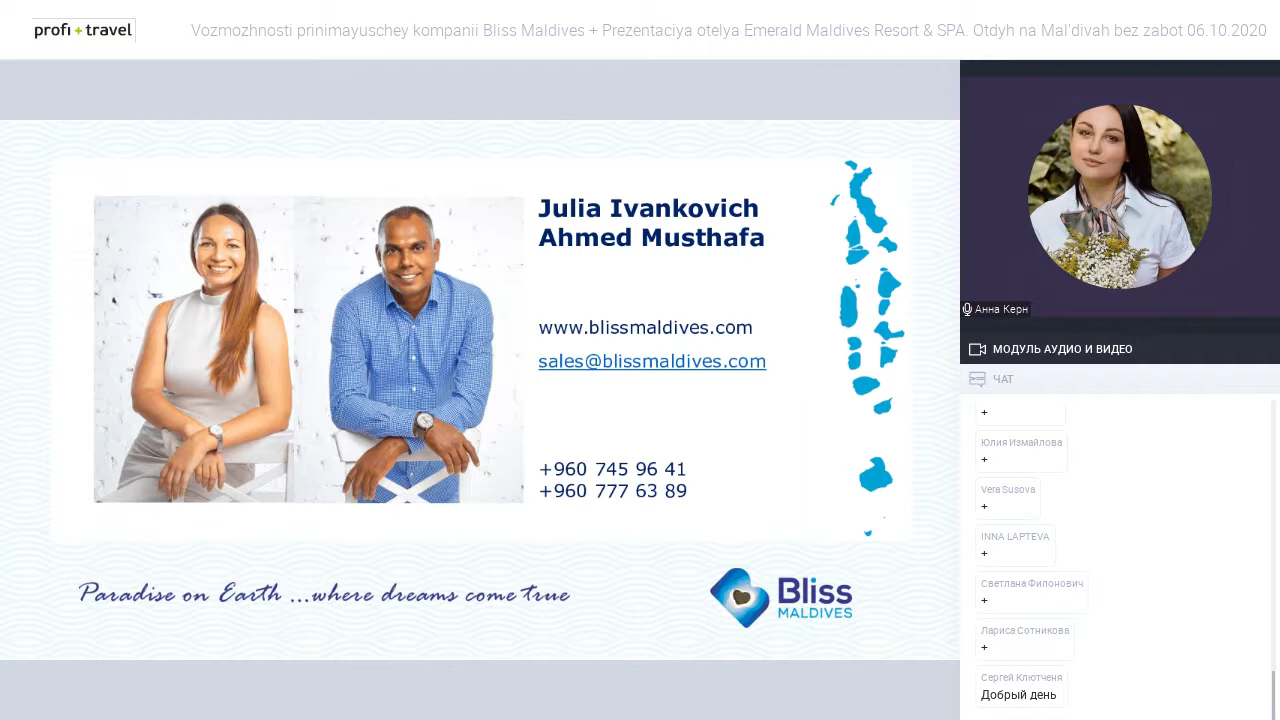 profi + travel
Vozmozhnosti prinimayuschey kompanii Bliss Maldives + Prezentaciya otelya Emerald Maldives Resort & SPA. Otdyh na Mal'divah bez zabot 06.10.2020
Julia Ivankovich
Ahmed Musthafa
www.blissmaldives.com
sales@blissmaldives.com
+960 745 96 41
+960 777 63 89
Paradise on Earth ...where dreams come true
Bliss
MALDIVES
Анна Керн
МОДУЛЬ АУДИО И ВИДЕО
ЧАТ
+
Юлия Измайлова
+
Vera Susova
+
INNA LAPTEVA
+
Светлана Филонович
+
Лариса Сотникова
+
Сергей Клютченя
Добрый день